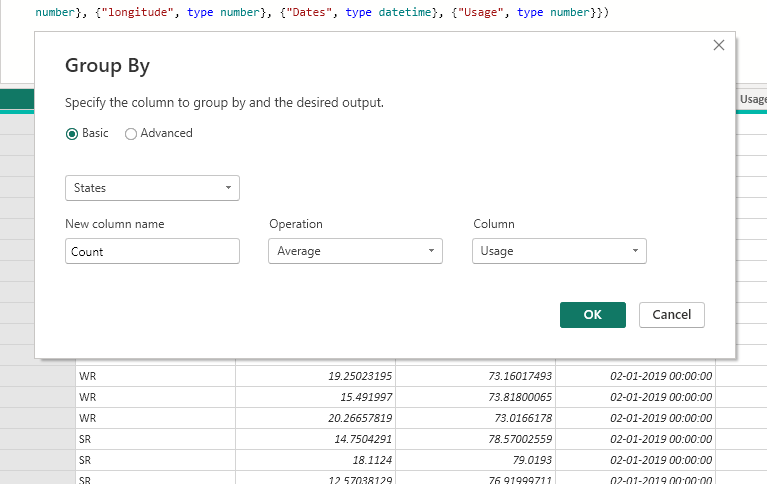 number}, {"longitude", type number}, {"Dates", type datetime}, {"Usage", type number}})
Group By
Specify the column to group by and the desired output.
Basic Advanced
States
New column name Operation Column
Count Average Usage
OK Cancel
Usage
WR 19.25023195 73.16017493 02-01-2019 00:00:00
WR 15.491997 73.81800065 02-01-2019 00:00:00
WR 20.26657819 73.0166178 02-01-2019 00:00:00
SR 14.7504291 78.57002559 02-01-2019 00:00:00
SR 18.1124 79.0193 02-01-2019 00:00:00
SR 12.57038129 76.91999711 02-01-2019 00:00:00